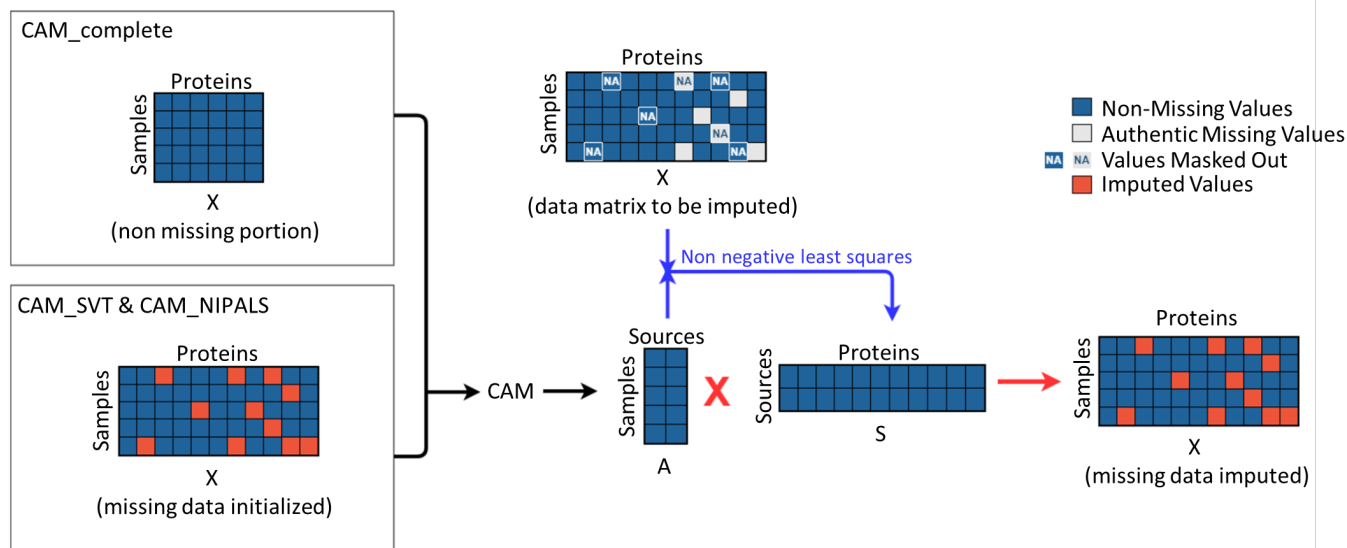 CAM_complete
Proteins
Samples
X
(non missing portion)
CAM_SVT & CAM_NIPALS
Proteins
Samples
X
(missing data initialized)
Proteins
Samples
NA NA NA
NA
NA
NA NA
X
(data matrix to be imputed)
Non negative least squares
CAM
Sources
Samples
A
X
Proteins
Sources
S
Non-Missing Values
Authentic Missing Values
NA NA Values Masked Out
Imputed Values
Proteins
Samples
X
(missing data imputed)